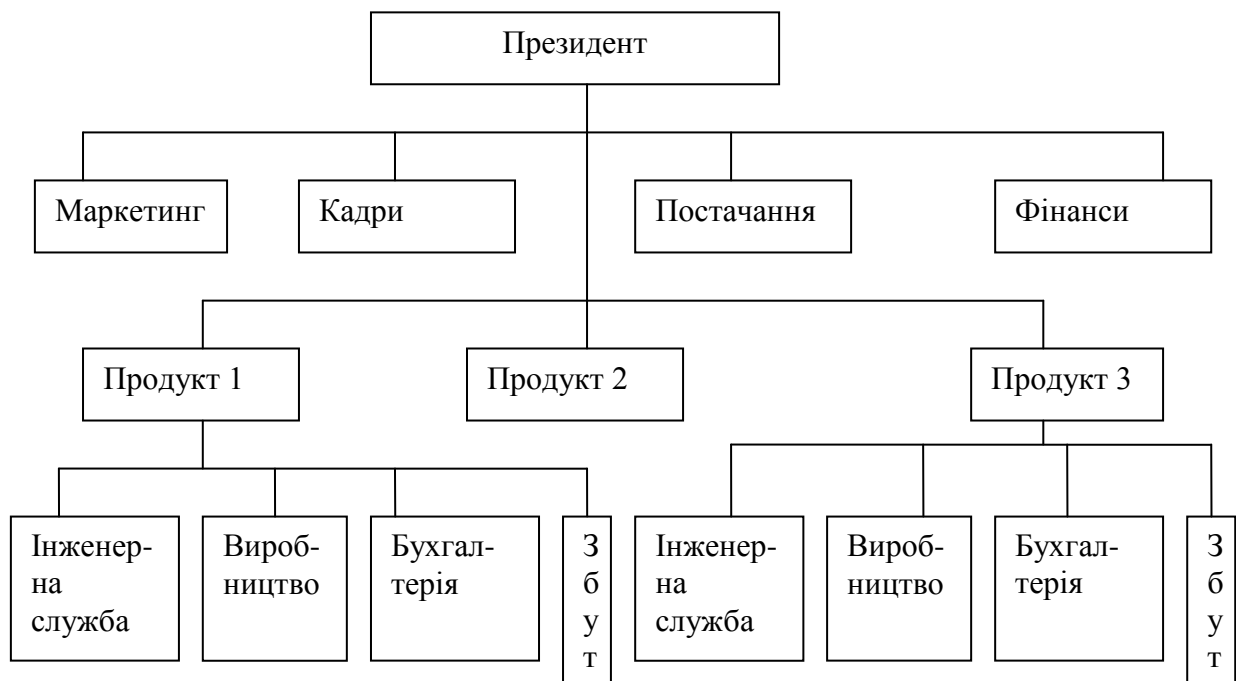 Президент
Маркетинг
Кадри
Постачання
Фінанси
Продукт 1
Продукт 2
Продукт 3
Інженер-
на
служба
Вироб-
ництво
Бухгал-
терія
З
б
у
т
Інженер-
на
служба
Вироб-
ництво
Бухгал-
терія
З
б
у
т